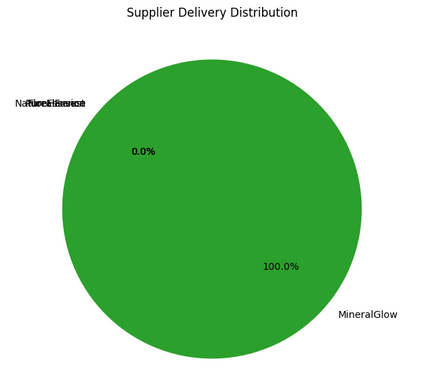 Supplier Delivery Distribution
0.0%
100.0%
MineralGlow